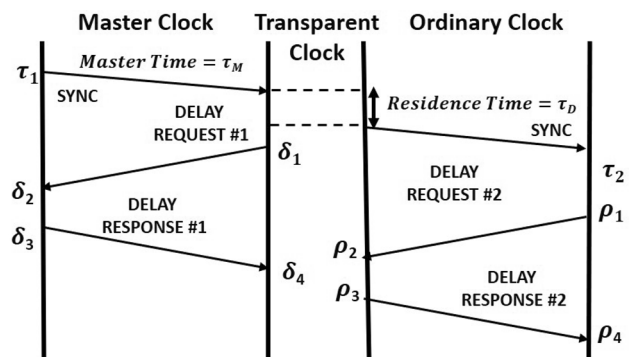 Master Clock
Transparent
Clock
Ordinary Clock
τ1
Master Time = τM
SYNC
Residence Time = τD
SYNC
DELAY
REQUEST #1
δ1
δ2
DELAY
REQUEST #2
τ2
DELAY
RESPONSE #1
δ3
δ4
ρ1
ρ2
ρ3
DELAY
RESPONSE #2
ρ4